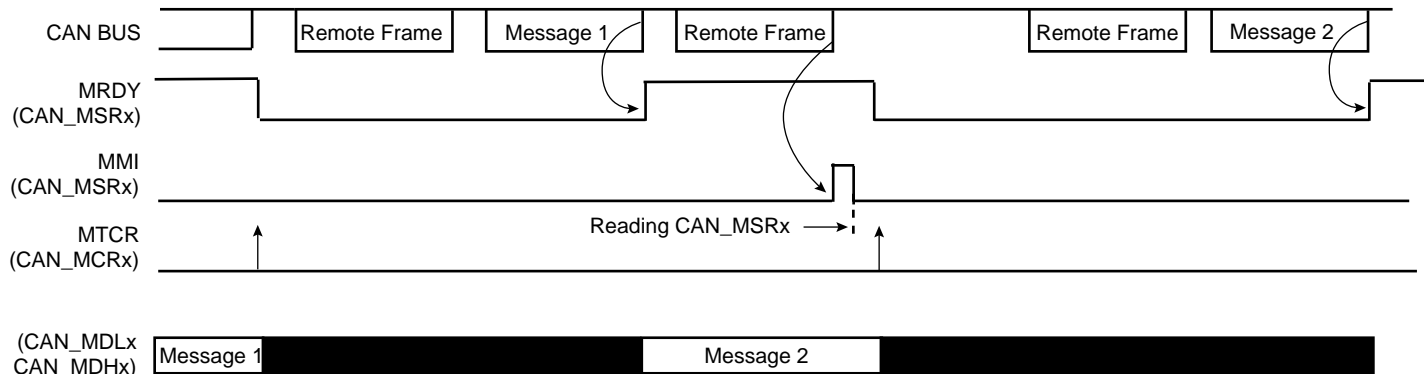 CAN BUS
Remote Frame
Message 1
Remote Frame
Remote Frame
Message 2
MRDY
(CAN_MSRx)
MMI
(CAN_MSRx)
Reading CAN_MSRx
MTCR
(CAN_MCRx)
(CAN_MDLx
CAN_MDHx)
Message 1
Message 2